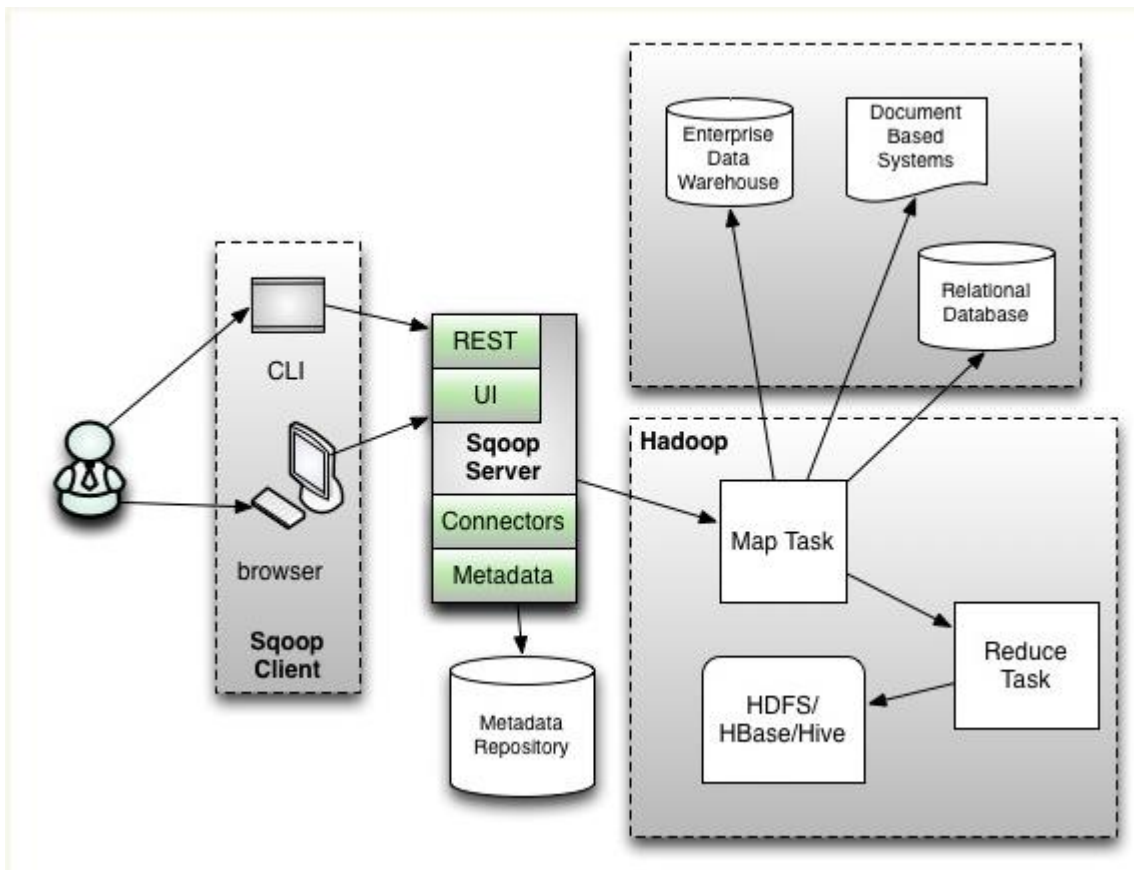 Enterprise
Data
Warehouse
Document
Based
Systems
Relational
Database
CLI
browser
Sqoop
Client
REST
UI
Sqoop
Server
Connectors
Metadata
Metadata
Repository
Hadoop
Map Task
Reduce
Task
HDFS/
HBase/Hive